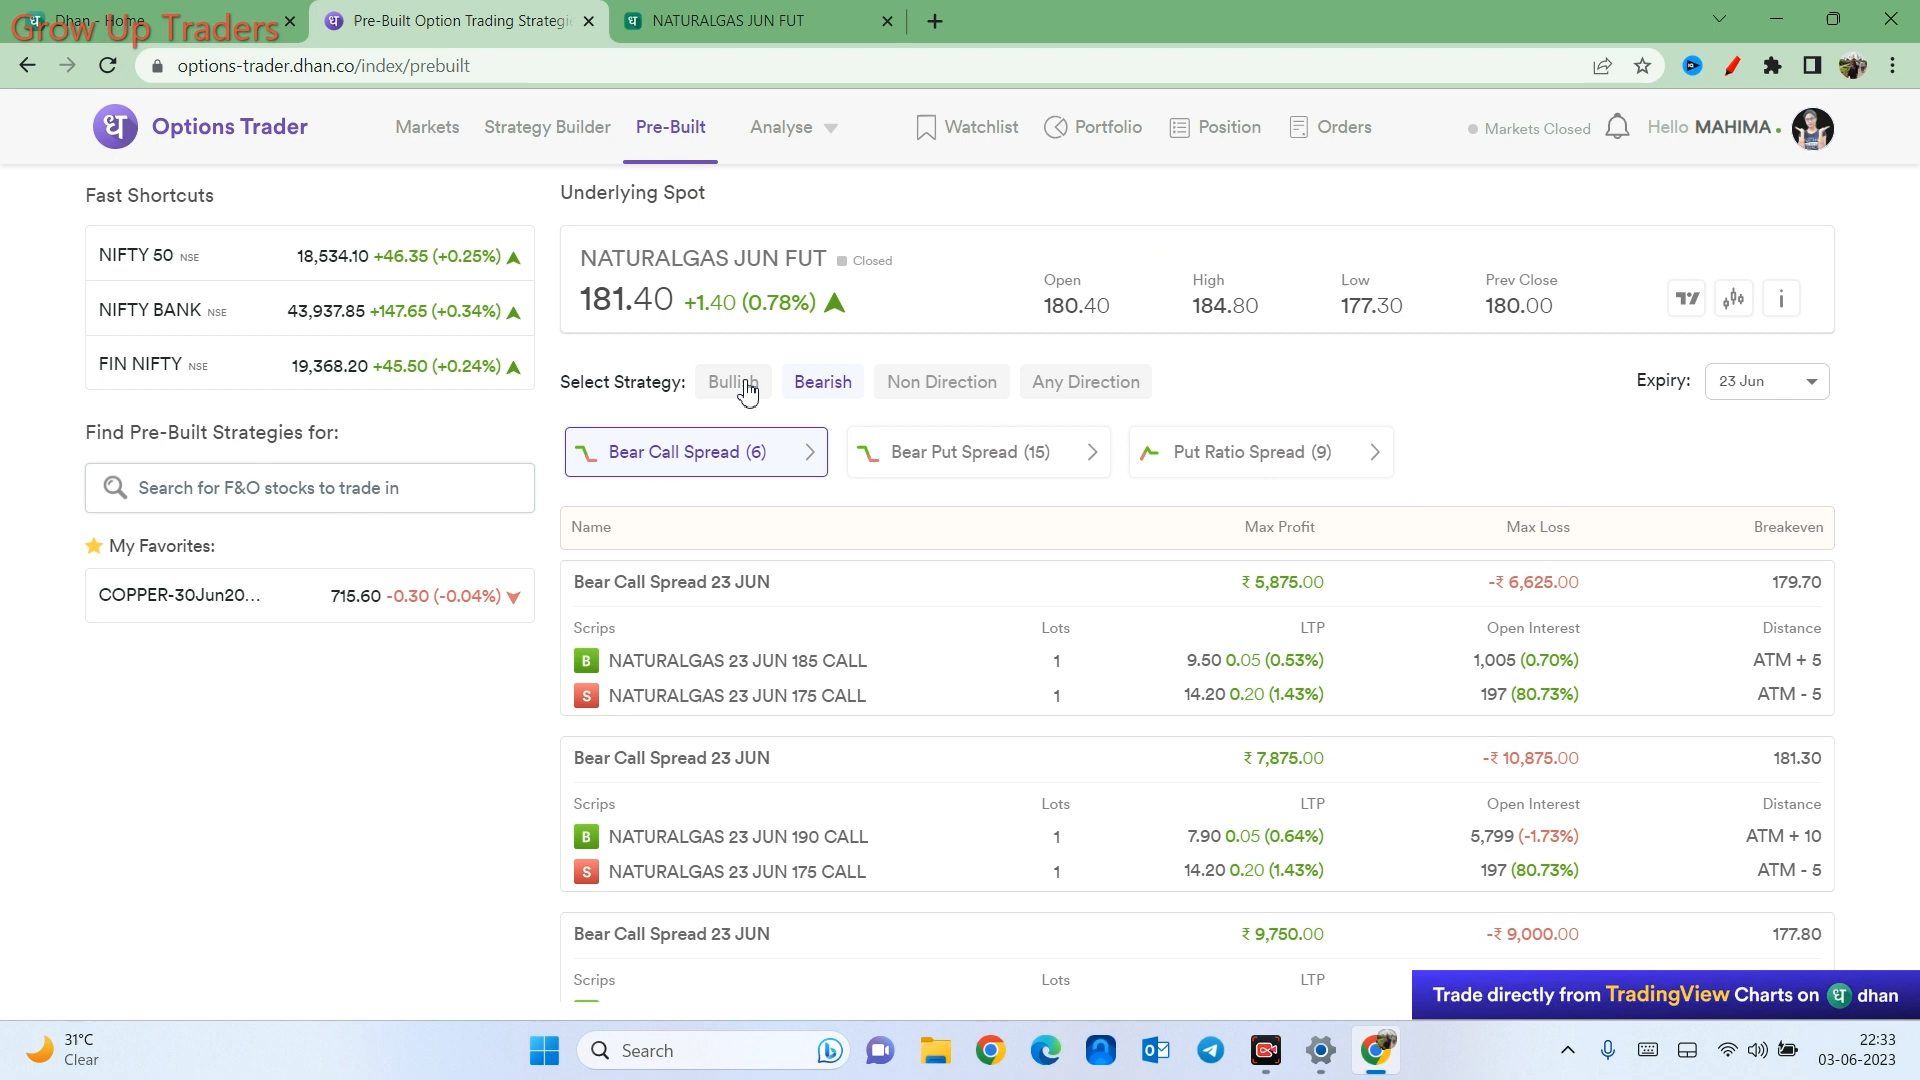 Grow Up Traders
Dhan - Home
Pre-Built Option Trading Strategi
NATURALGAS JUN FUT
options-trader.dhan.co/index/prebuilt
ध Options Trader
Markets Strategy Builder Pre-Built Analyse Watchlist Portfolio Position Orders
Markets Closed Hello MAHIMA
Fast Shortcuts
NIFTY 50 NSE 18,534.10 +46.35 (+0.25%)
NIFTY BANK NSE 43,937.85 +147.65 (+0.34%)
FIN NIFTY NSE 19,368.20 +45.50 (+0.24%)
Find Pre-Built Strategies for:
Search for F&O stocks to trade in
My Favorites:
COPPER-30Jun20... 715.60 -0.30 (-0.04%)
Underlying Spot
NATURALGAS JUN FUT Closed
181.40 +1.40 (0.78%)
Open High Low Prev Close
180.40 184.80 177.30 180.00
Select Strategy: Bullish Bearish Non Direction Any Direction
Expiry: 23 Jun
Bear Call Spread (6) Bear Put Spread (15) Put Ratio Spread (9)
Name Max Profit Max Loss Breakeven
Bear Call Spread 23 JUN ₹ 5,875.00 -₹ 6,625.00 179.70
Scrips Lots LTP Open Interest Distance
B NATURALGAS 23 JUN 185 CALL 1 9.50 0.05 (0.53%) 1,005 (0.70%) ATM + 5
S NATURALGAS 23 JUN 175 CALL 1 14.20 0.20 (1.43%) 197 (80.73%) ATM - 5
Bear Call Spread 23 JUN ₹ 7,875.00 -₹ 10,875.00 181.30
Scrips Lots LTP Open Interest Distance
B NATURALGAS 23 JUN 190 CALL 1 7.90 0.05 (0.64%) 5,799 (-1.73%) ATM + 10
S NATURALGAS 23 JUN 175 CALL 1 14.20 0.20 (1.43%) 197 (80.73%) ATM - 5
Bear Call Spread 23 JUN ₹ 9,750.00 -₹ 9,000.00 177.80
Scrips Lots LTP
Trade directly from TradingView Charts on ध dhan
31°C
Clear
Search
22:33
03-06-2023